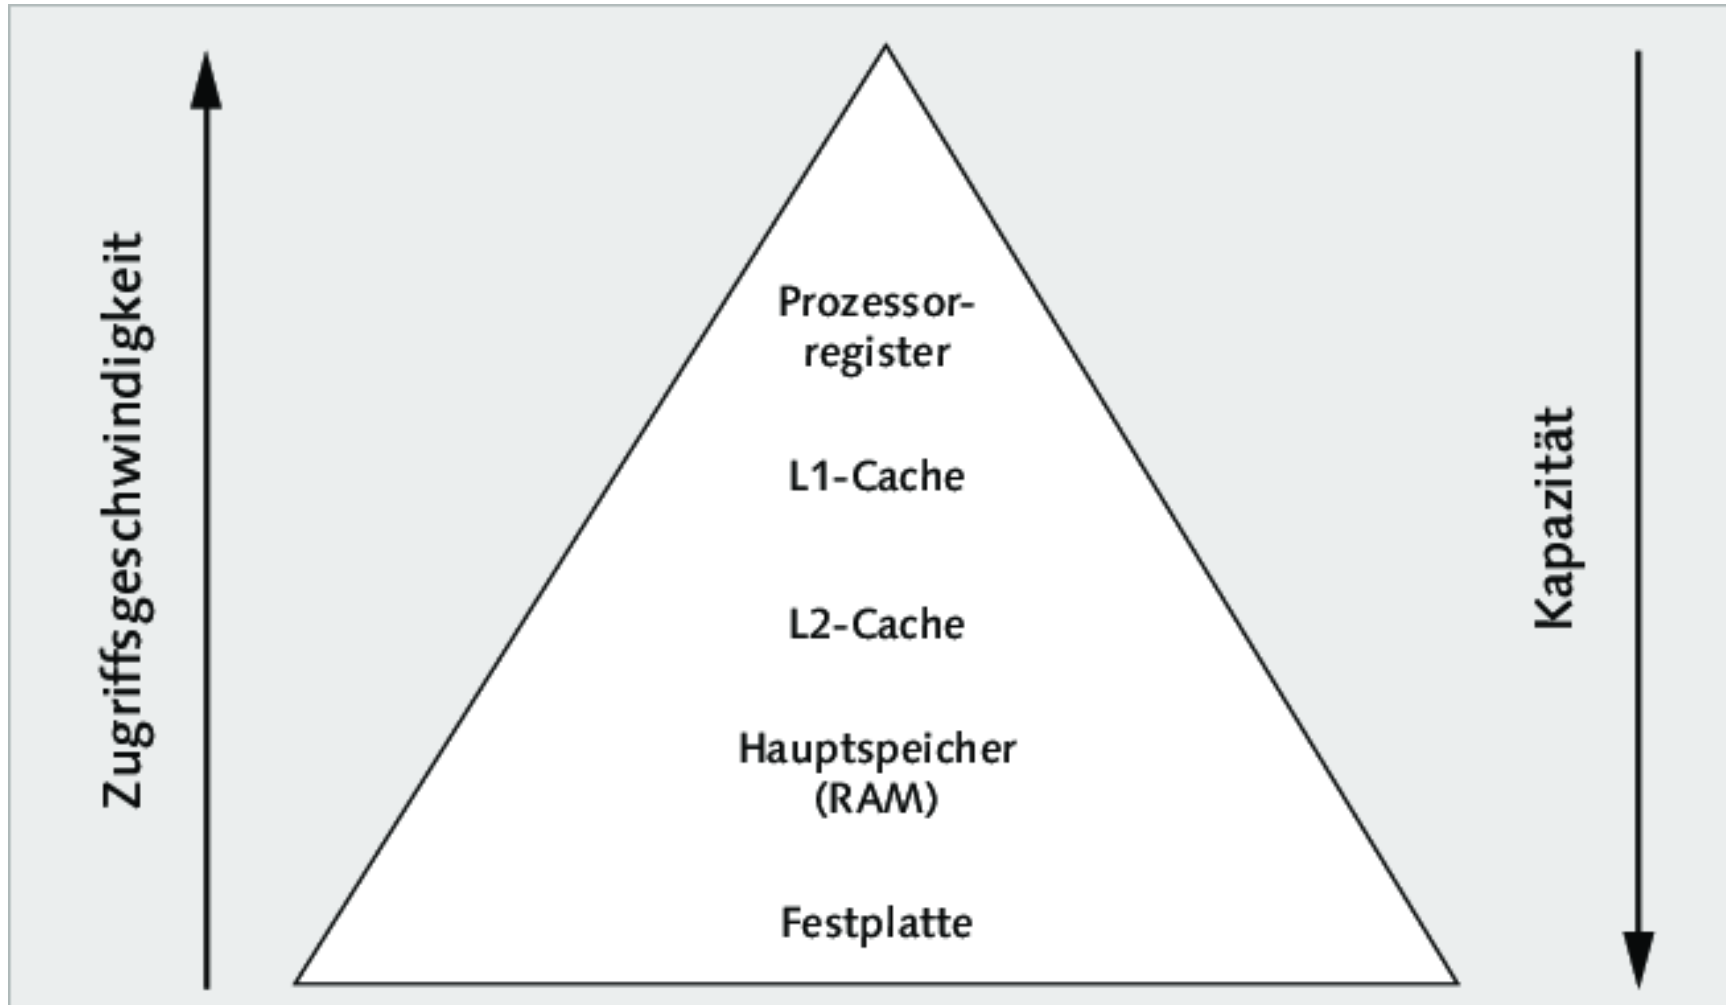 Zugriffsgeschwindigkeit
Prozessor-
register
L1-Cache
L2-Cache
Hauptspeicher
(RAM)
Festplatte
Kapazität